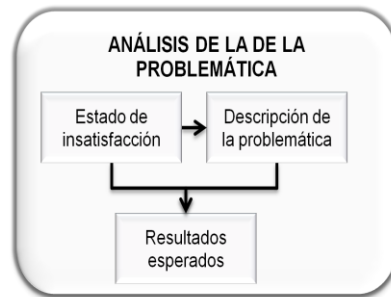 ANÁLISIS DE LA DE LA
PROBLEMÁTICA
Estado de
insatisfacción
Descripción de
la problemática
Resultados
esperados